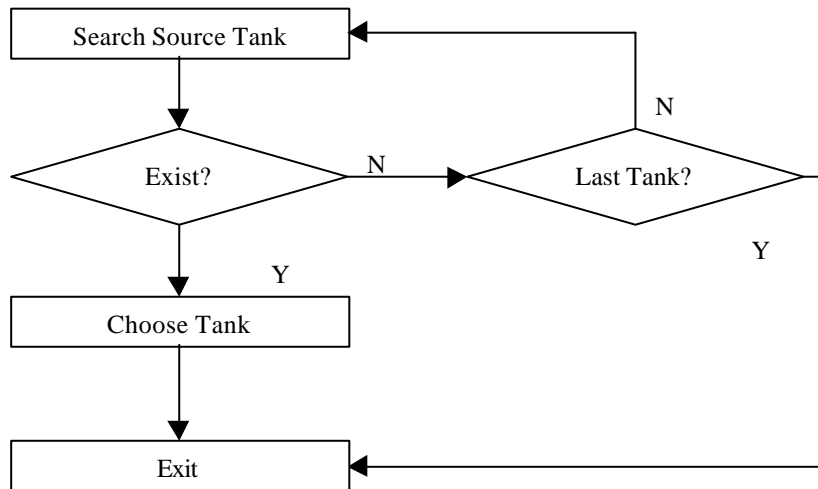 Search Source Tank
N
Exist?
N
Last Tank?
Y
Y
Choose Tank
Exit